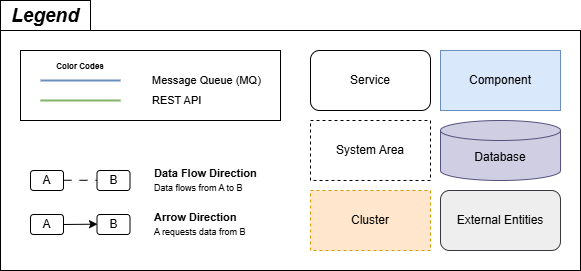 Legend
Color Codes
Message Queue (MQ)
REST API
Service
Component
System Area
Database
Cluster
External Entities
A
B
Data Flow Direction
Data flows from A to B
A
B
Arrow Direction
A requests data from B